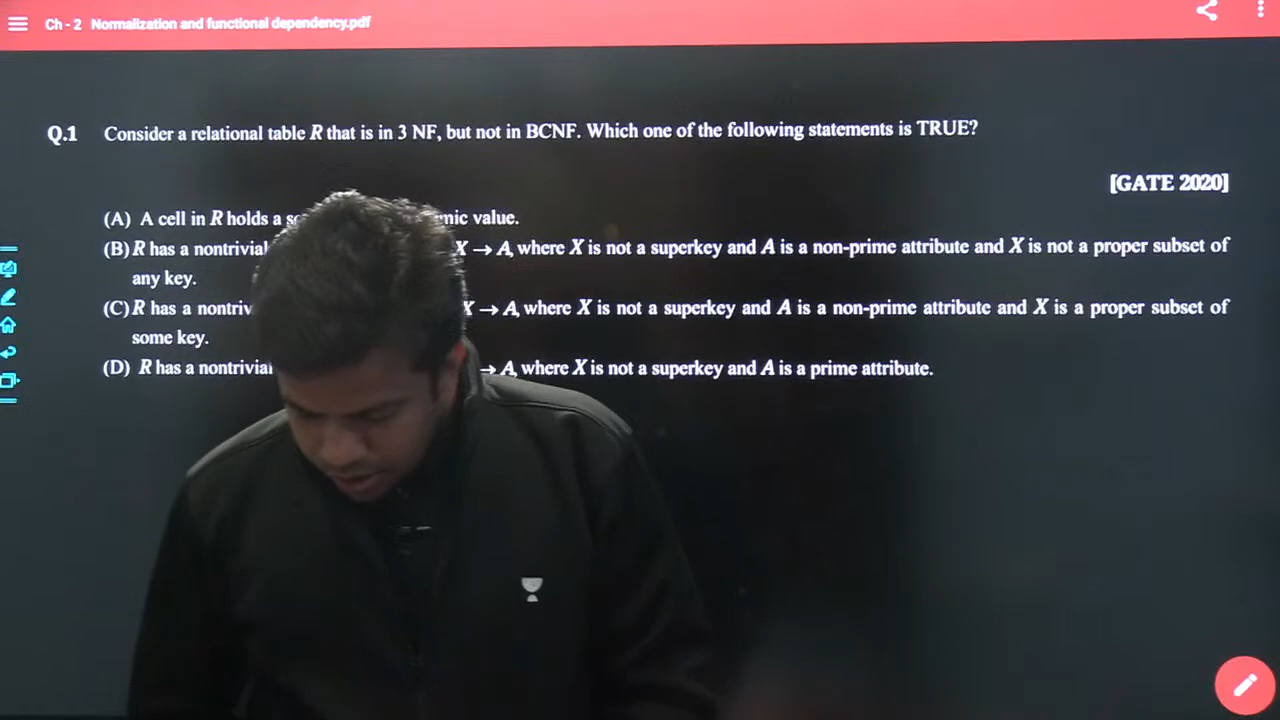 Ch - 2 Normalization and functional dependency.pdf
Q.1 Consider a relational table R that is in 3 NF, but not in BCNF. Which one of the following statements is TRUE?
[GATE 2020]
(A) A cell in R holds a mic value.
(B) R has a nontrivial X → A, where X is not a superkey and A is a non-prime attribute and X is not a proper subset of
any key.
(C) R has a nontriv X → A, where X is not a superkey and A is a non-prime attribute and X is a proper subset of
some key.
(D) R has a nontrivial → A, where X is not a superkey and A is a prime attribute.